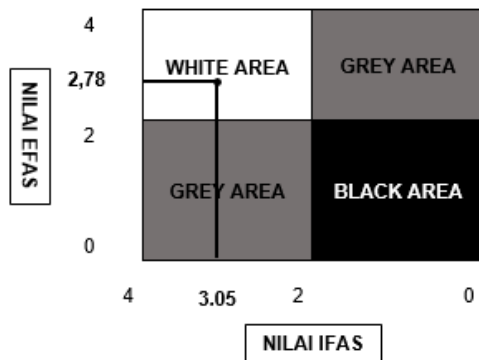 4
WHITE AREA
GREY AREA
NILAI EFAS
2,78
2
GREY AREA
BLACK AREA
0
4
3.05
2
0
NILAI IFAS